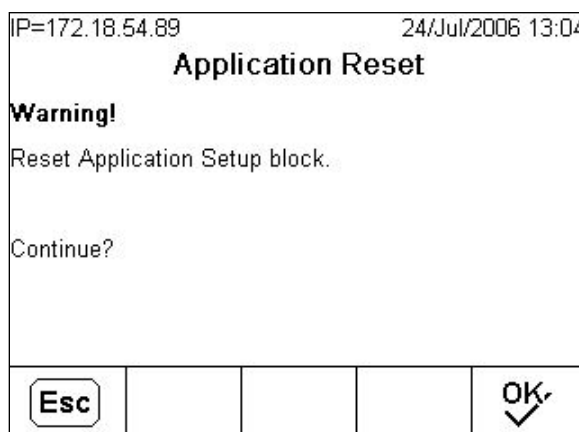 IP=172.18.54.89 24/Jul/2006 13:04
Application Reset
Warning!
Reset Application Setup block.
Continue?
Esc OK